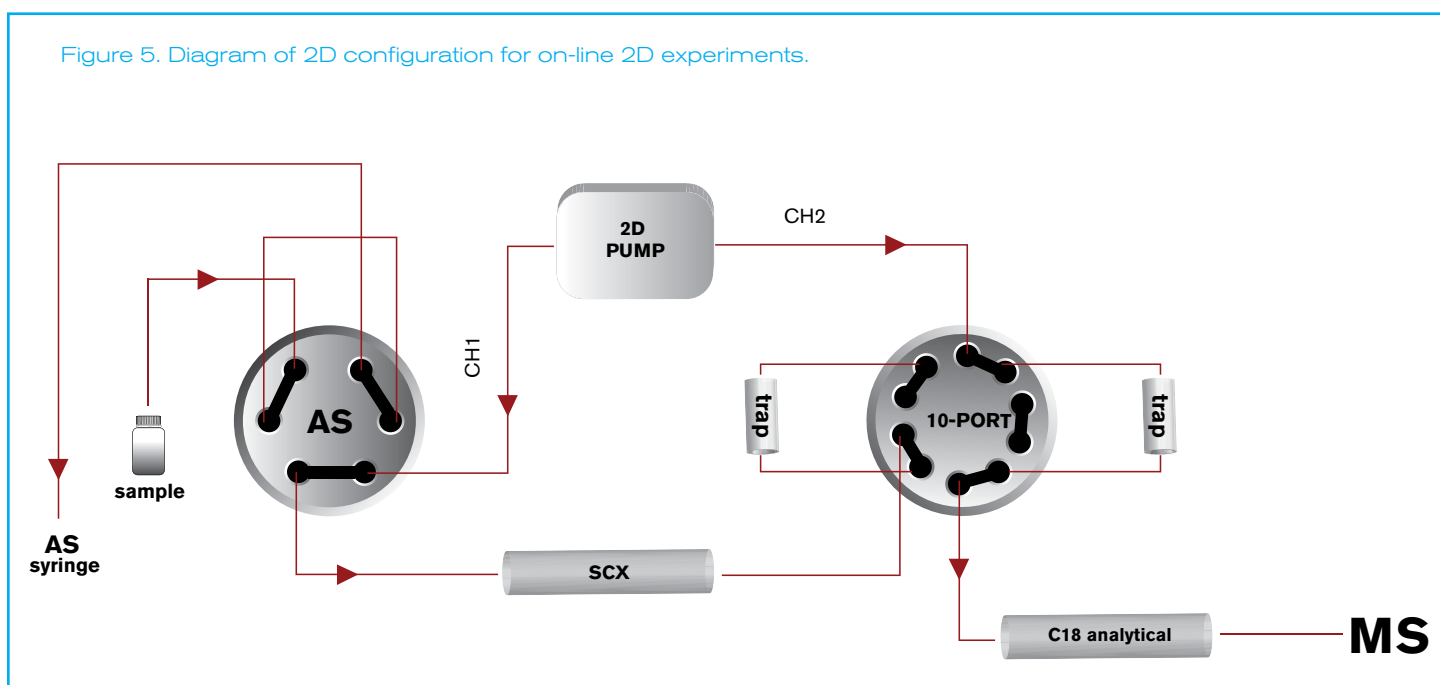 Figure 5. Diagram of 2D configuration for on-line 2D experiments.
2D
PUMP
CH2
CH1
AS
10-PORT
trap
trap
sample
AS
syringe
SCX
C18 analytical
MS